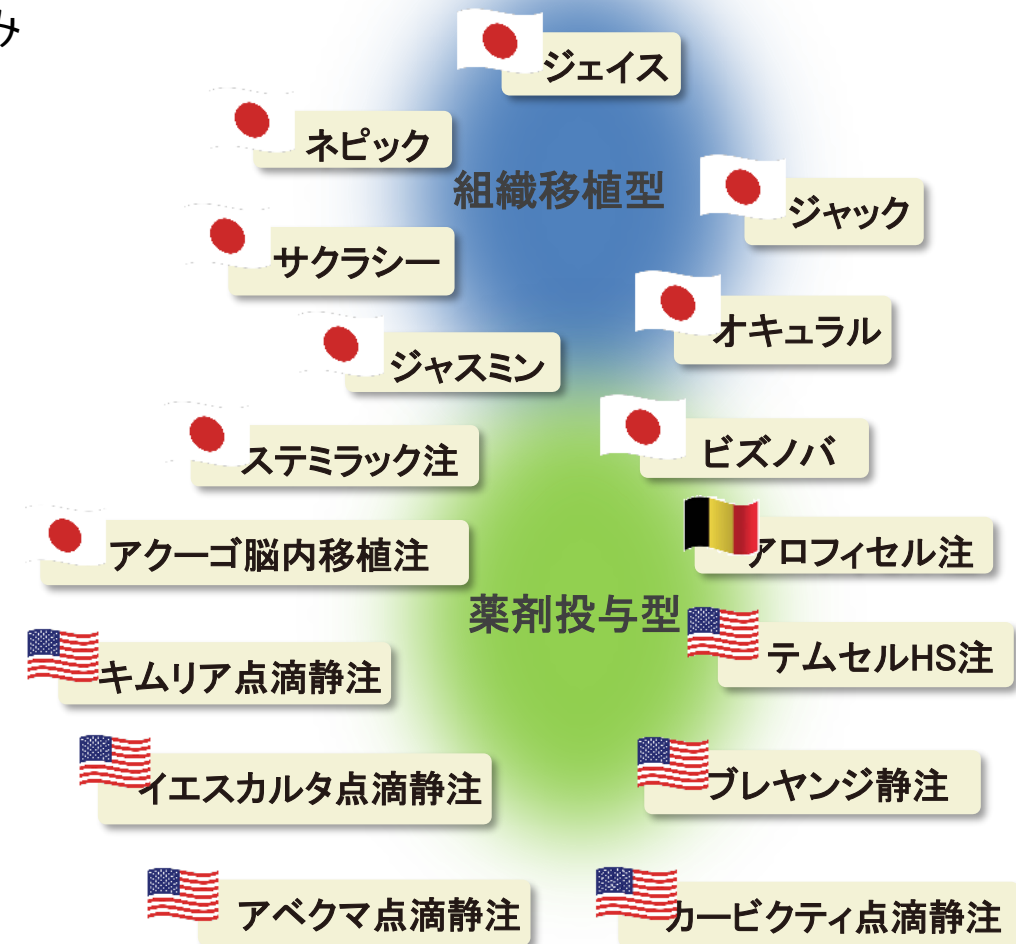 み
ジェイス
ネピック
組織移植型
ジャック
サクラシー
オキュラル
ジャスミン
ビズノバ
ステミラック注
アクーゴ脳内移植注
アロフィセル注
薬剤投与型
テムセルHS注
キムリア点滴静注
イエスカルタ点滴静注
ブレヤンジ静注
アベクマ点滴静注
カービクティ点滴静注